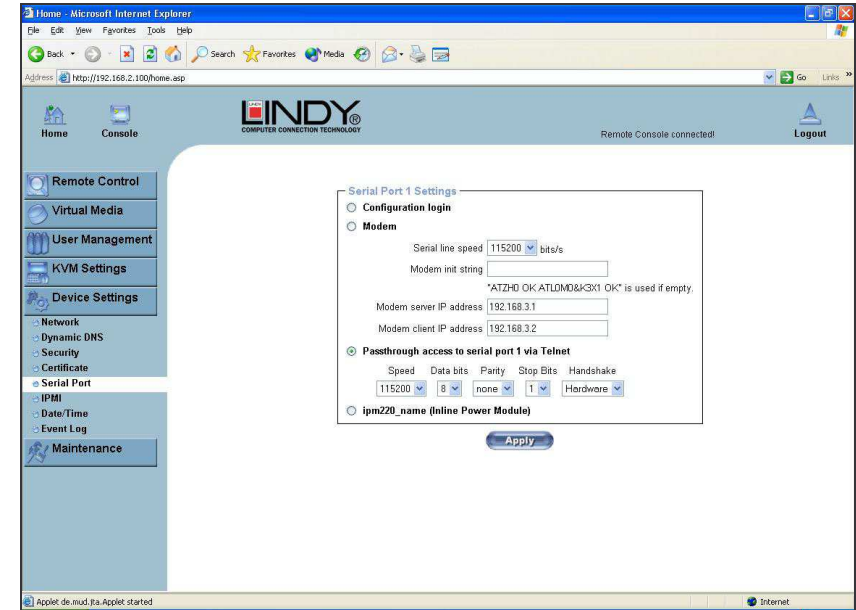 Home - Microsoft Internet Explorer
File Edit View Favorites Tools Help
Back Search Favorites Media
Address http://192.168.2.100/home.asp Go Links »
Home Console
LINDY®
COMPUTER CONNECTION TECHNOLOGY
Remote Console connected!
Logout
Remote Control
Virtual Media
User Management
KVM Settings
Device Settings
Network
Dynamic DNS
Security
Certificate
Serial Port
IPMI
Date/Time
Event Log
Maintenance
Serial Port 1 Settings
Configuration login
Modem
Serial line speed 115200 bits/s
Modem init string
"ATZH0 OK ATL0M0&K3X1 OK" is used if empty.
Modem server IP address 192.168.3.1
Modem client IP address 192.168.3.2
Passthrough access to serial port 1 via Telnet
Speed Data bits Parity Stop Bits Handshake
115200 8 none 1 Hardware
ipm220_name (Inline Power Module)
Apply
Applet de.mud.jta.Applet started
Internet